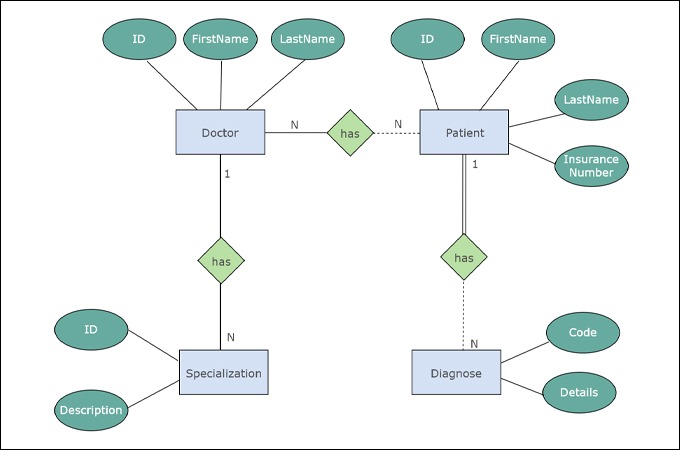 ID
FirstName
LastName
ID
FirstName
LastName
Doctor
N
has
N
Patient
Insurance
Number
1
1
has
has
ID
N
N
Code
Specialization
Diagnose
Description
Details